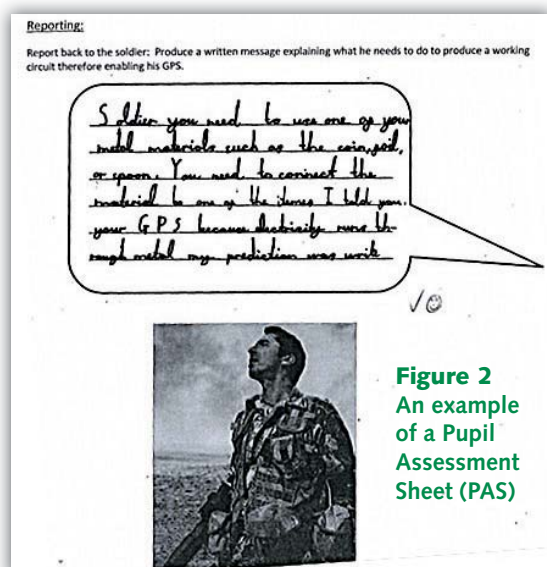 Reporting:
Report back to the soldier: Produce a written message explaining what he needs to do to produce a working
circuit therefore enabling his GPS.
Soldier you need to use one of your
metal materials such as the coin, foil,
or spoon. You need to connect the
material to one of the items I told you.
your GPS because electricity runs th-
rough metal my prediction was write
Figure 2
An example
of a Pupil
Assessment
Sheet (PAS)